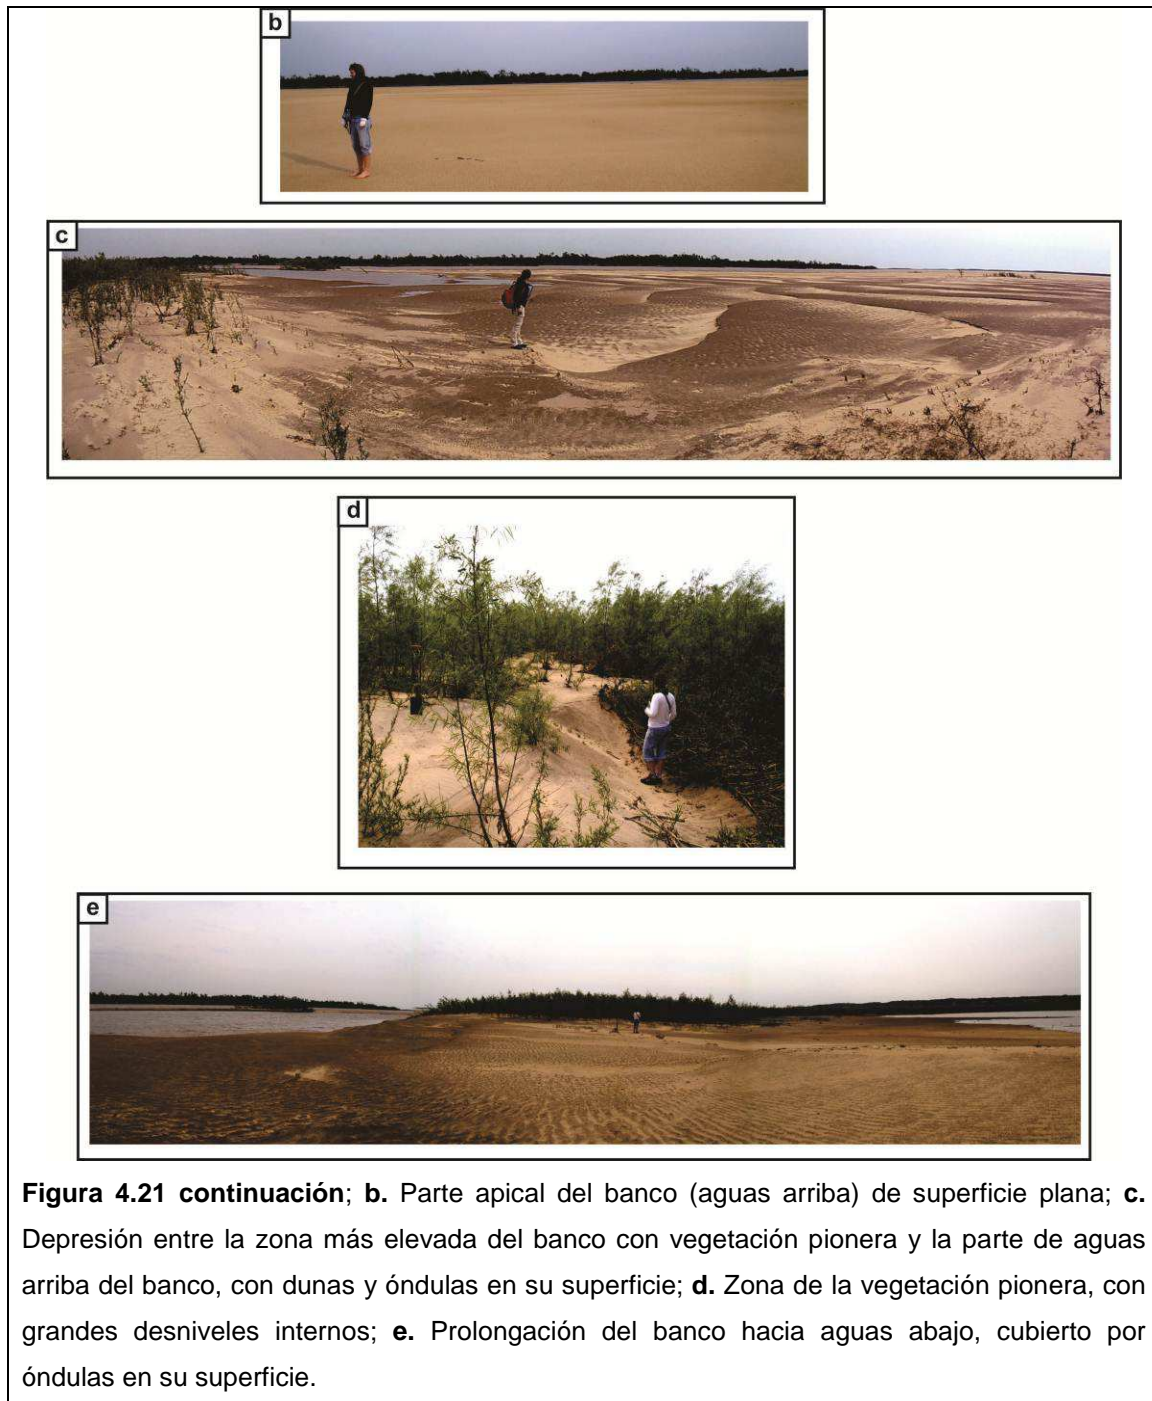 b
c
d
e
Figura 4.21 continuación; b. Parte apical del banco (aguas arriba) de superficie plana; c.
Depresión entre la zona más elevada del banco con vegetación pionera y la parte de aguas
arriba del banco, con dunas y óndulas en su superficie; d. Zona de la vegetación pionera, con
grandes desniveles internos; e. Prolongación del banco hacia aguas abajo, cubierto por
óndulas en su superficie.